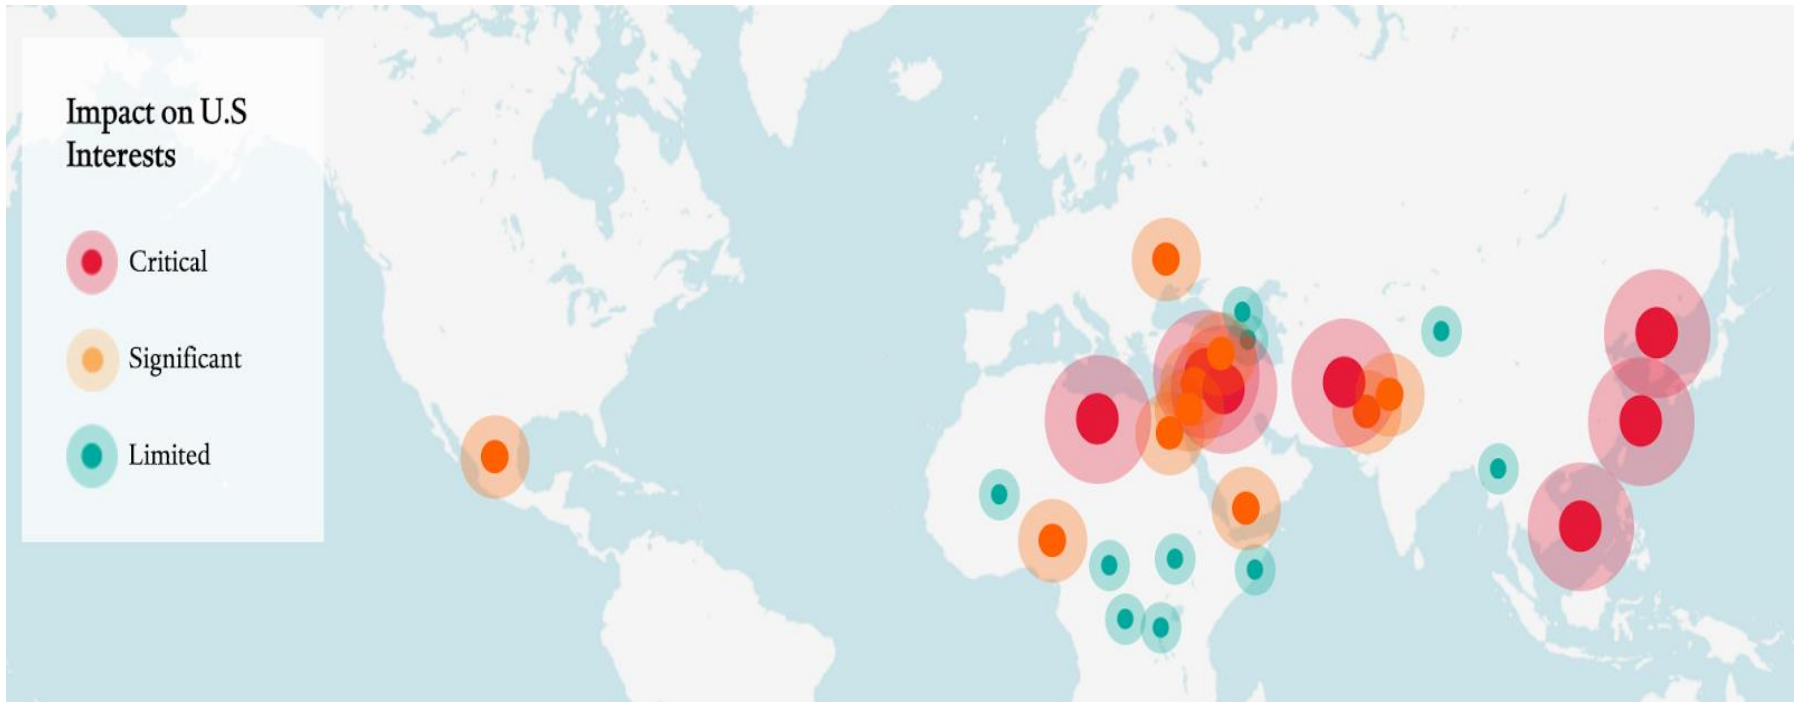 Impact on U.S
Interests
Critical
Significant
Limited